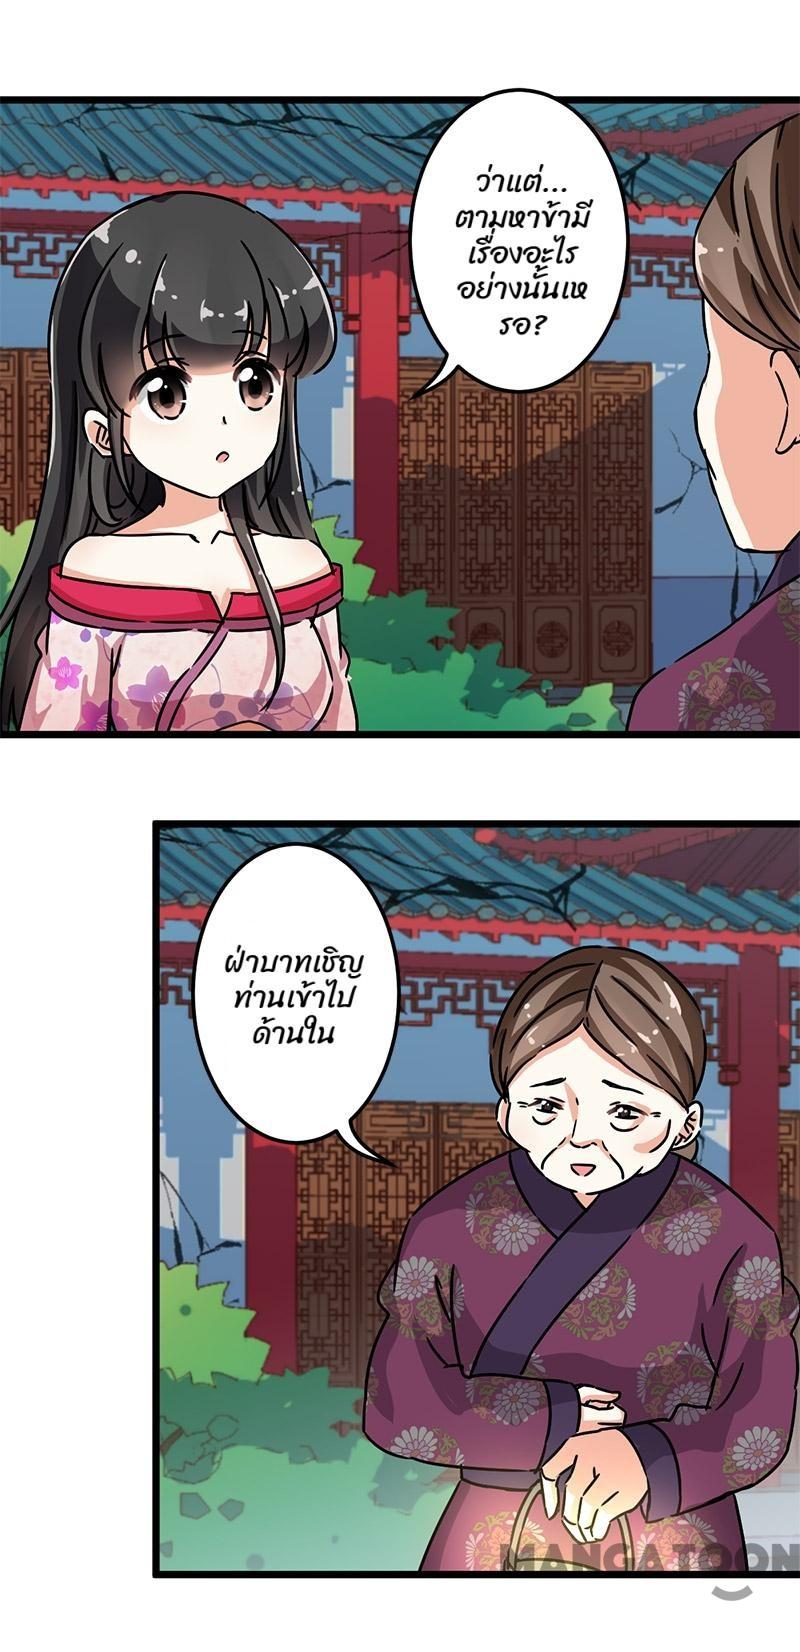 ว่าแต่...
ตามหาข้ามี
เรื่องอะไร
อย่างนั้นเห
รอ?
ฝ่าบาทเชิญ
ท่านเข้าไป
ด้านใน
MANGATOON